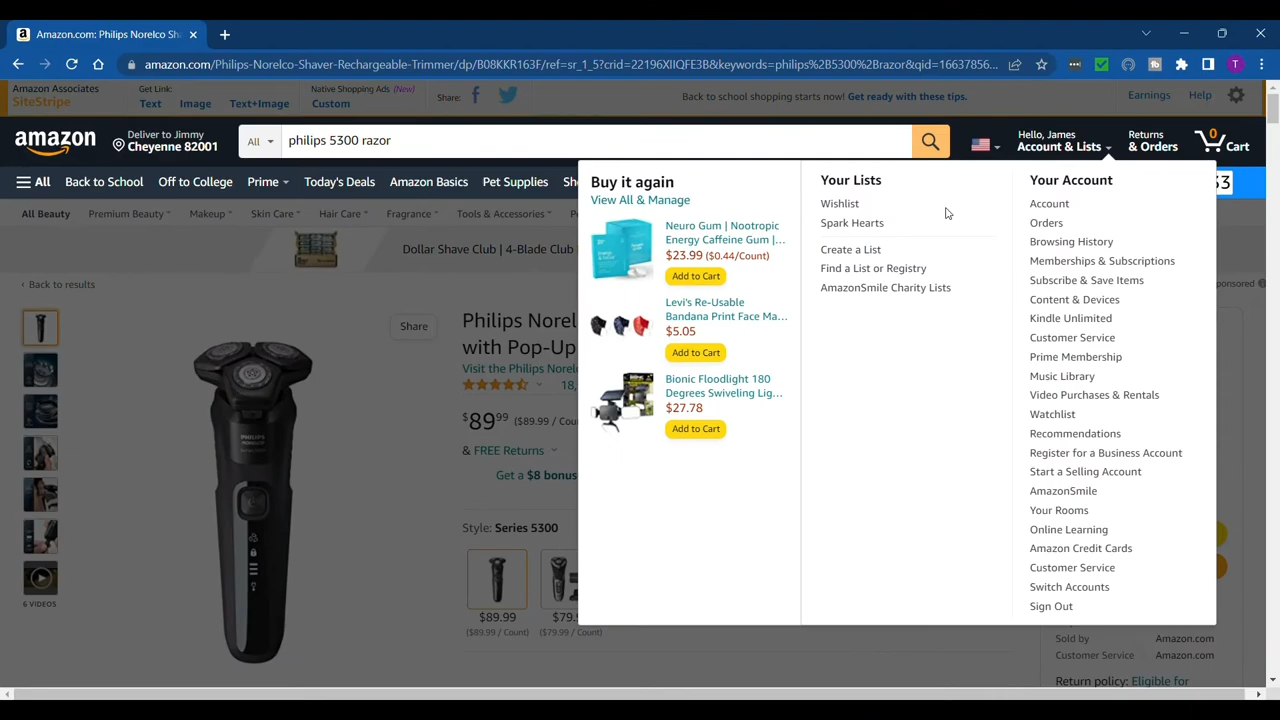 Amazon.com: Philips Norelco Sha
amazon.com/Philips-Norelco-Shaver-Rechargeable-Trimmer/dp/B08KKR163F/ref=sr_1_5?crid=22196XIIQFE3B&keywords=philips%2B5300%2Brazor&qid=16637856...
T
Amazon Associates
SiteStripe
Get Link:
Text Image Text+Image
Native Shopping Ads (New)
Custom
Share:
Back to school shopping starts now! Get ready with these tips.
Earnings Help
amazon
Deliver to Jimmy
Cheyenne 82001
All
philips 5300 razor
Hello, James
Account & Lists
Returns
& Orders
0
Cart
All Back to School Off to College Prime Today's Deals Amazon Basics Pet Supplies
All Beauty Premium Beauty Makeup Skin Care Hair Care Fragrance Tools & Accessories
Dollar Shave Club | 4-Blade Club
Back to results
Share
Philips Norel
with Pop-Up
Visit the Philips Norelc
18,
$89⁹⁹ ($89.99 / Coun
& FREE Returns
Get a $8 bonus
Style: Series 5300
$89.99
($89.99 / Count)
$79.
($79.99 / Count)
6 VIDEOS
Buy it again
View All & Manage
Neuro Gum | Nootropic
Energy Caffeine Gum |...
$23.99 ($0.44/Count)
Add to Cart
Levi's Re-Usable
Bandana Print Face Ma...
$5.05
Add to Cart
Bionic Floodlight 180
Degrees Swiveling Lig...
$27.78
Add to Cart
Your Lists
Wishlist
Spark Hearts
Create a List
Find a List or Registry
AmazonSmile Charity Lists
Your Account
Account
Orders
Browsing History
Memberships & Subscriptions
Subscribe & Save Items
Content & Devices
Kindle Unlimited
Customer Service
Prime Membership
Music Library
Video Purchases & Rentals
Watchlist
Recommendations
Register for a Business Account
Start a Selling Account
AmazonSmile
Your Rooms
Online Learning
Amazon Credit Cards
Customer Service
Switch Accounts
Sign Out
Sponsored
Sold by Amazon.com
Customer Service Amazon.com
Return policy: Eligible for